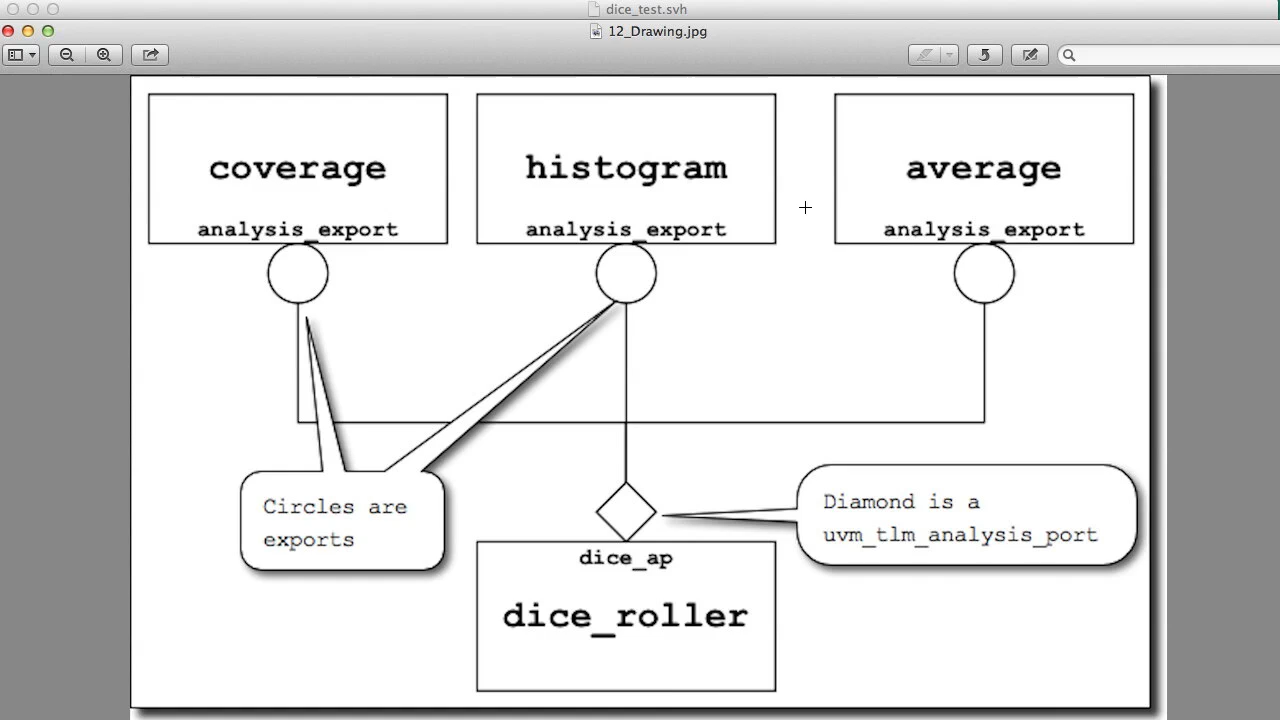 dice_test.svh
12_Drawing.jpg
coverage
analysis_export
histogram
analysis_export
average
analysis_export
Circles are
exports
Diamond is a
uvm_tlm_analysis_port
dice_ap
dice_roller